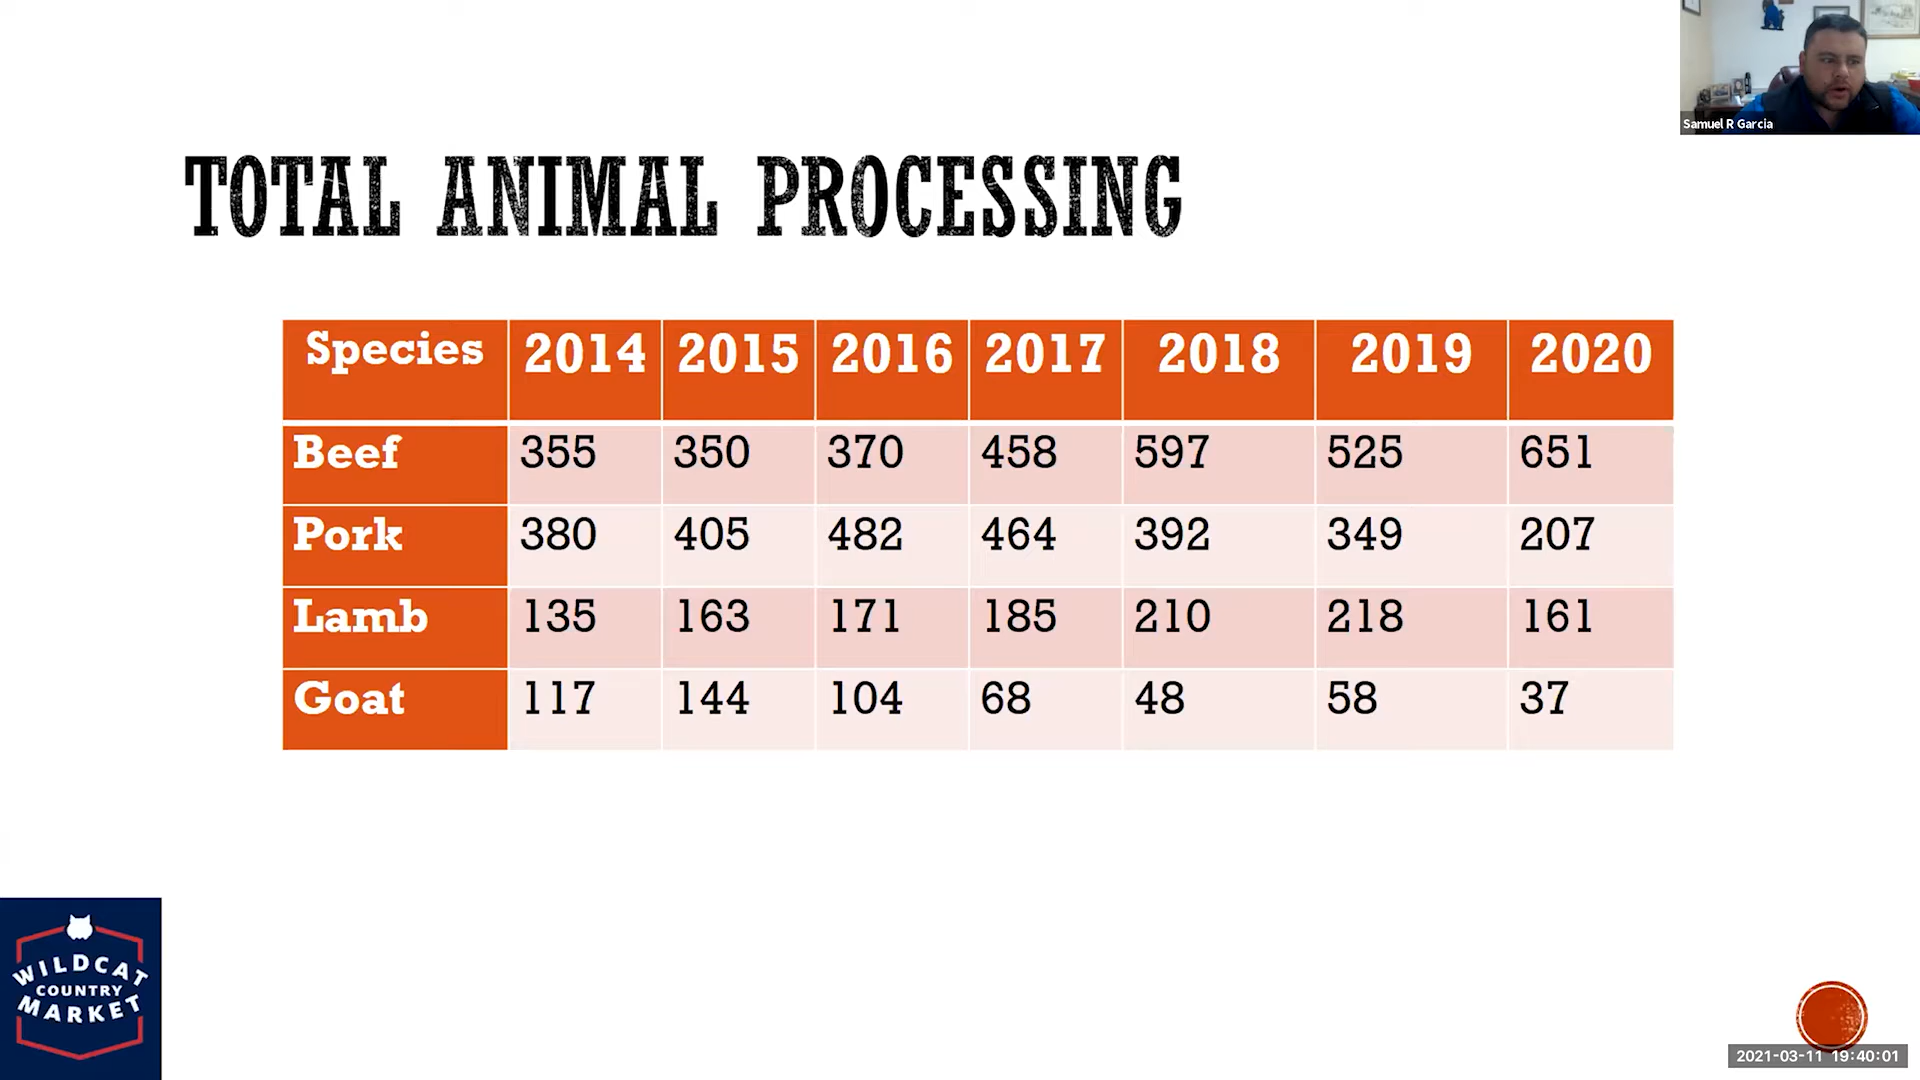 Samuel R Garcia
TOTAL ANIMAL PROCESSING
Species 2014 2015 2016 2017 2018 2019 2020
Beef 355 350 370 458 597 525 651
Pork 380 405 482 464 392 349 207
Lamb 135 163 171 185 210 218 161
Goat 117 144 104 68 48 58 37
WILDCAT
COUNTRY
MARKET
2021-03-11 19:40:01